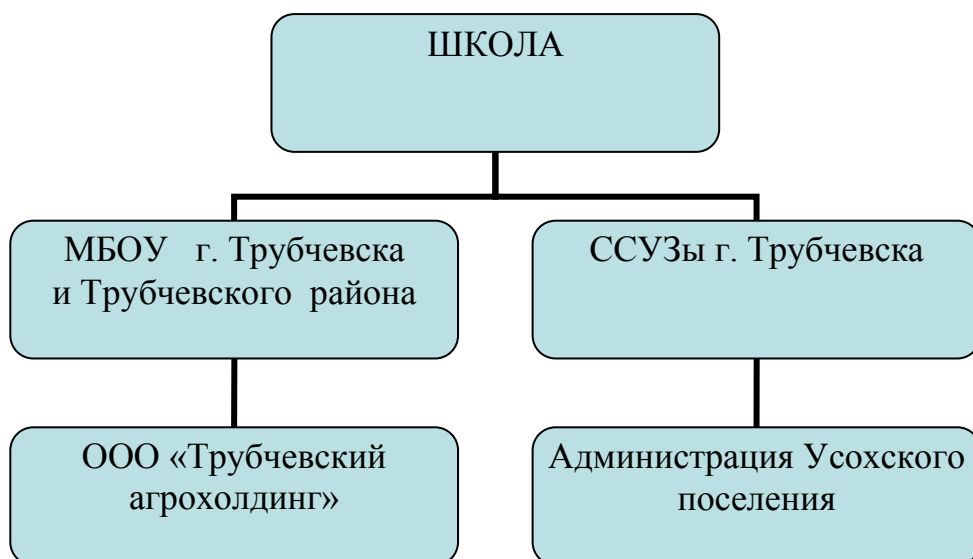 ШКОЛА
МБОУ г. Трубчевска
и Трубчевского района
ССУЗы г. Трубчевска
ООО «Трубчевский
агрохолдинг»
Администрация Усохского
поселения